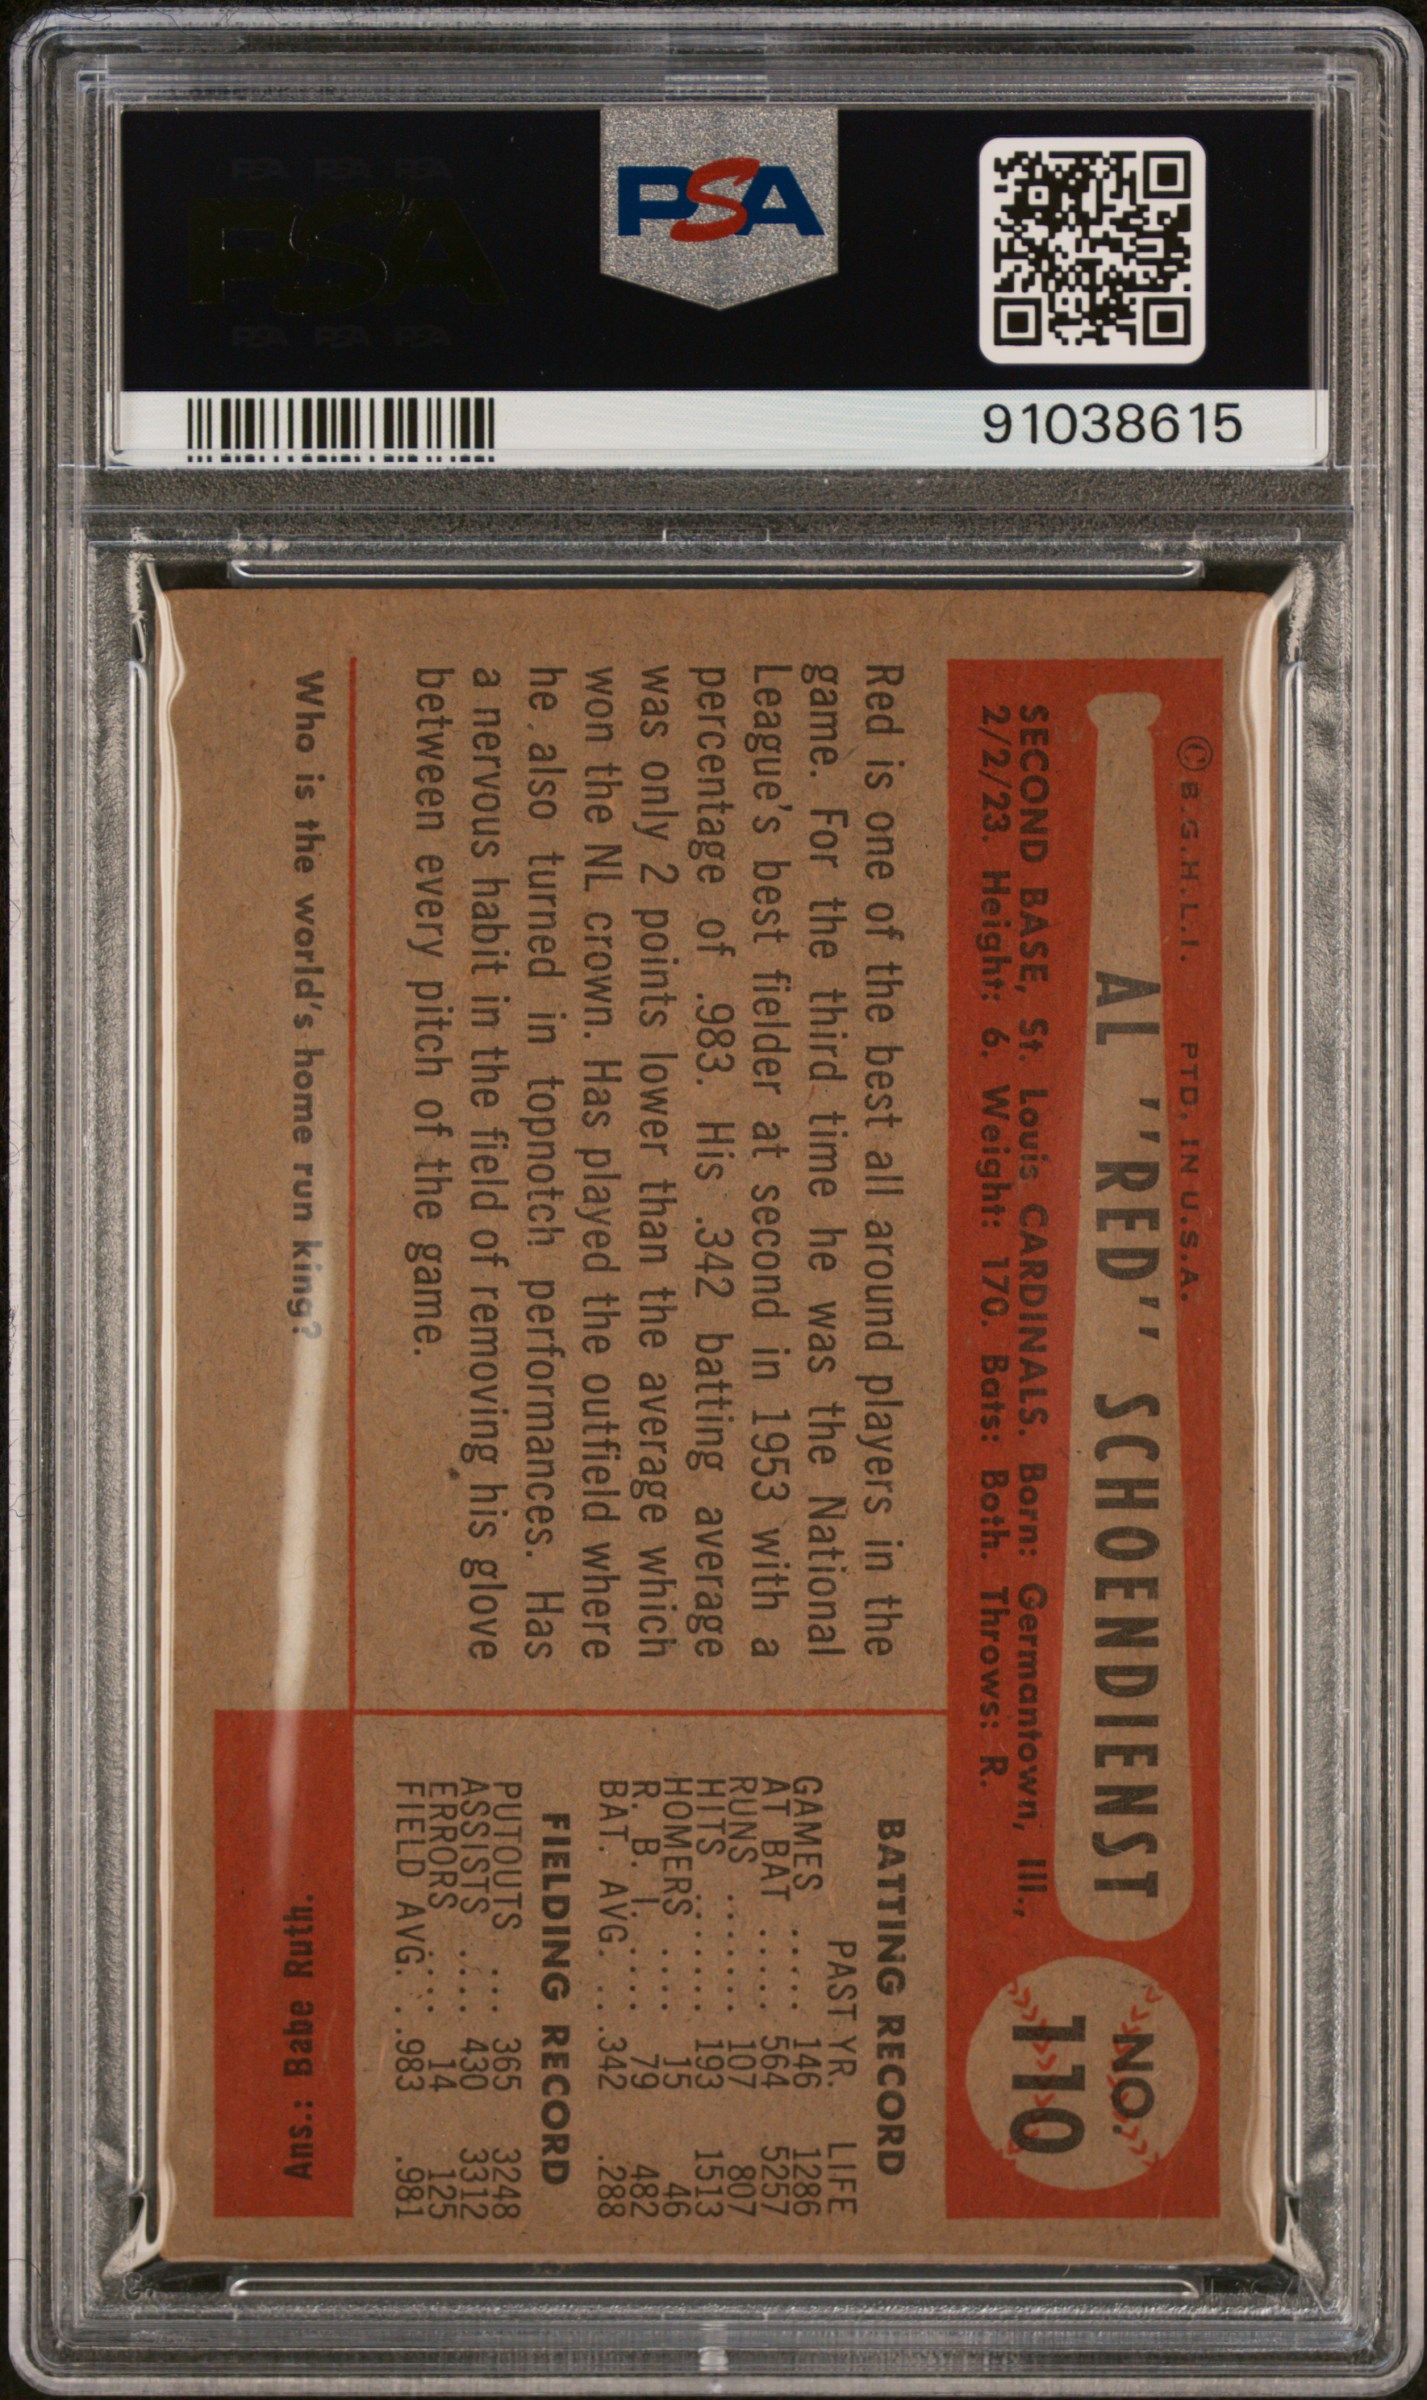 PSA PSA PSA
PSA
PSA PSA PSA
PSA
91038615
© B.G.H.L.I. PTD. IN U.S.A.
AL "RED" SCHOENDIENST
NO.
110
SECOND BASE, St. Louis CARDINALS. Born: Germantown, Ill.,
2/2/23. Height: 6. Weight: 170. Bats: Both. Throws: R.
Red is one of the best all around players in the
game. For the third time he was the National
League's best fielder at second in 1953 with a
percentage of .983. His .342 batting average
was only 2 points lower than the average which
won the NL crown. Has played the outfield where
he also turned in topnotch performances. Has
a nervous habit in the field of removing his glove
between every pitch of the game.
BATTING RECORD
PAST YR. LIFE
GAMES .... 146 1286
AT BAT ..... 564 5257
RUNS ....... 107 807
HITS ....... 193 1513
HOMERS .... 15 46
R. B. I. .... 79 482
BAT. AVG. ...342 .288
FIELDING RECORD
PUTOUTS ... 365 3248
ASSISTS .... 430 3312
ERRORS .... 14 125
FIELD AVG. ..983 .981
Who is the world's home run king?
Ans.: Babe Ruth.